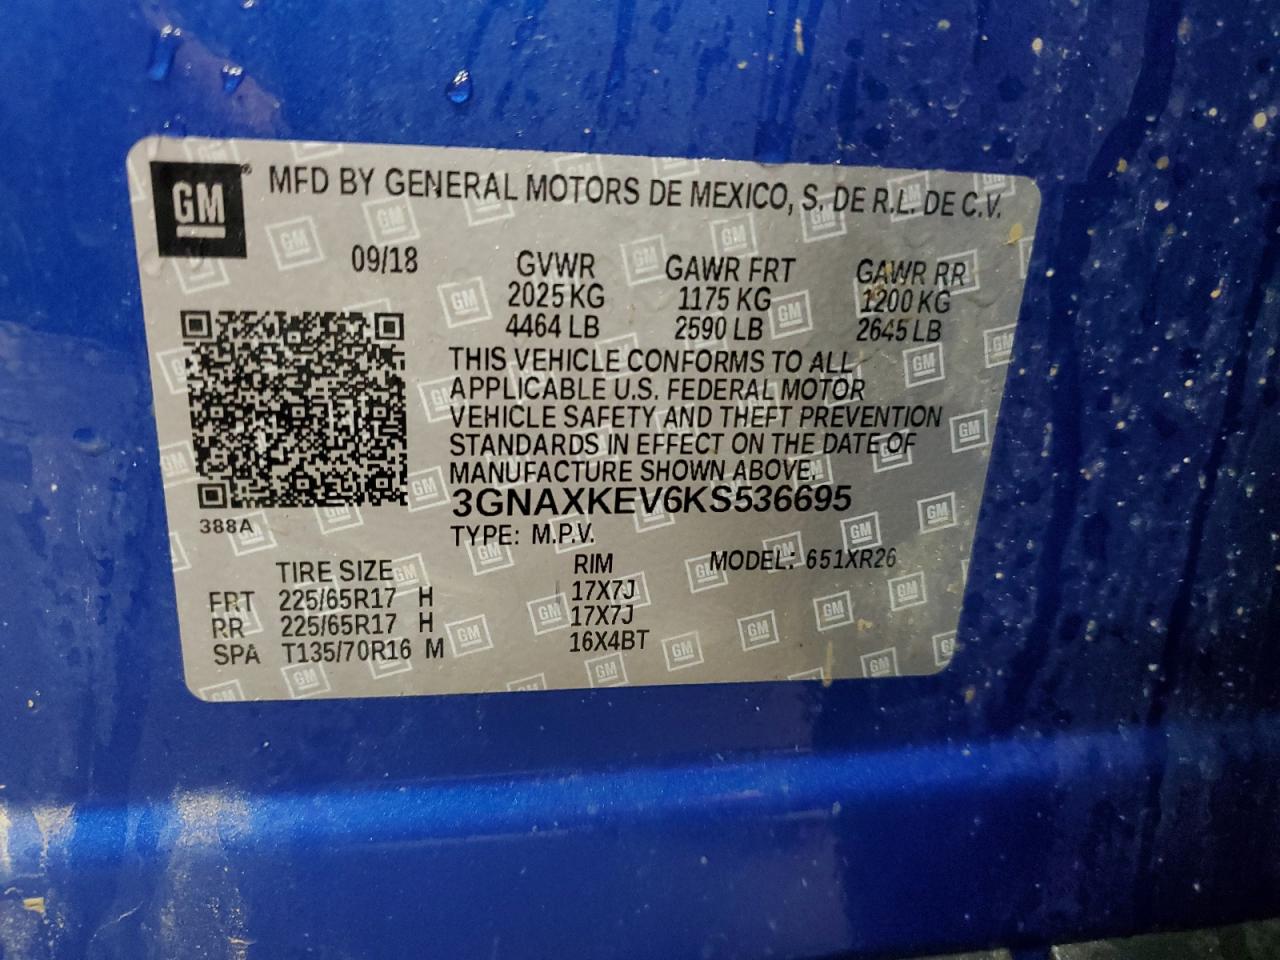 GM® MFD BY GENERAL MOTORS DE MEXICO, S. DE R.L. DE C.V.
09/18 GVWR GAWR FRT GAWR RR
2025 KG 1175 KG 1200 KG
4464 LB 2590 LB 2645 LB
THIS VEHICLE CONFORMS TO ALL
APPLICABLE U.S. FEDERAL MOTOR
VEHICLE SAFETY AND THEFT PREVENTION
STANDARDS IN EFFECT ON THE DATE OF
MANUFACTURE SHOWN ABOVE.
3GNAXKEV6KS536695
388A
TYPE: M.P.V.
TIRE SIZE RIM MODEL: 651XR26
FRT 225/65R17 H 17X7J
RR 225/65R17 H 17X7J
SPA T135/70R16 M 16X4BT